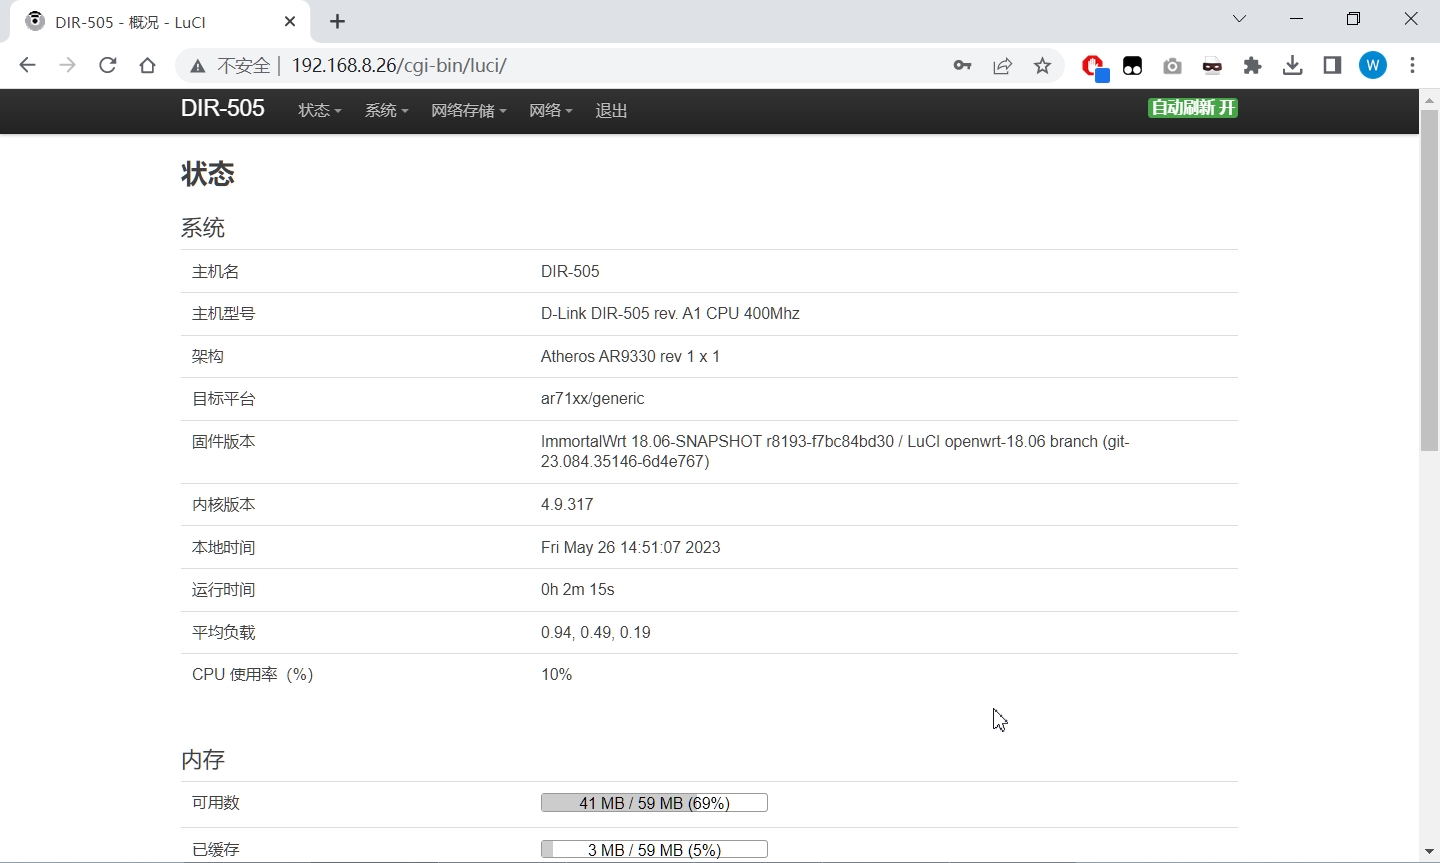 DIR-505 - 概况 - LuCI
不安全 | 192.168.8.26/cgi-bin/luci/
W
DIR-505 状态 系统 网络存储 网络 退出 自动刷新 开
状态
系统
主机名 DIR-505
主机型号 D-Link DIR-505 rev. A1 CPU 400Mhz
架构 Atheros AR9330 rev 1 x 1
目标平台 ar71xx/generic
固件版本 ImmortalWrt 18.06-SNAPSHOT r8193-f7bc84bd30 / LuCI openwrt-18.06 branch (git-
23.084.35146-6d4e767)
内核版本 4.9.317
本地时间 Fri May 26 14:51:07 2023
运行时间 0h 2m 15s
平均负载 0.94, 0.49, 0.19
CPU 使用率（%） 10%
内存
可用数 41 MB / 59 MB (69%)
已缓存 3 MB / 59 MB (5%)